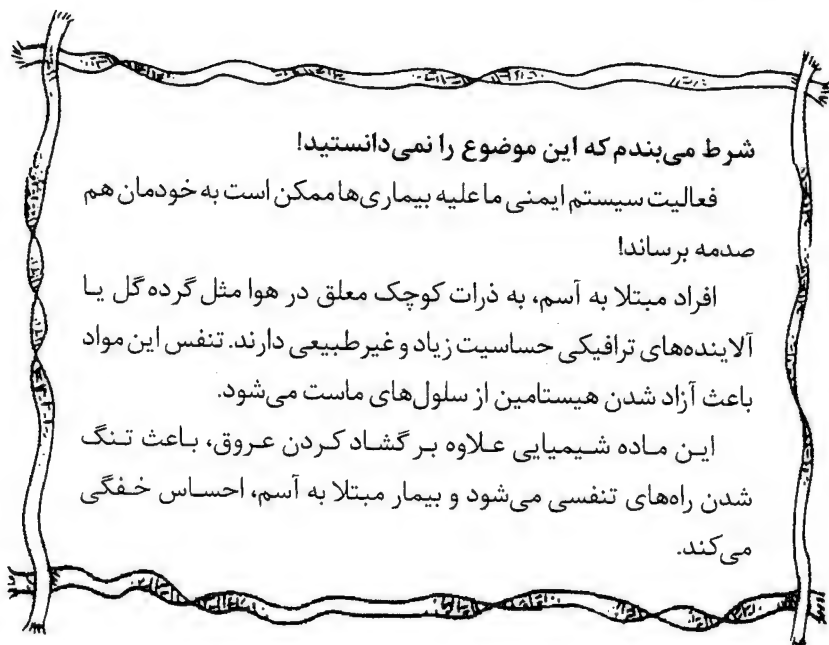 شرط می‌بندم که این موضوع را نمی‌دانستید!
فعالیت سیستم ایمنی ما علیه بیماری‌ها ممکن است به خودمان هم
صدمه برساند!
افراد مبتلا به آسم، به ذرات کوچک معلق در هوا مثل گرده گل یا
آلاینده‌های ترافیکی حساسیت زیاد و غیرطبیعی دارند. تنفس این مواد
باعث آزاد شدن هیستامین از سلول‌های ماست می‌شود.
این ماده شیمیایی علاوه بر گشاد کردن عروق، باعث تنگ
شدن راه‌های تنفسی می‌شود و بیمار مبتلا به آسم، احساس خفگی
می‌کند.